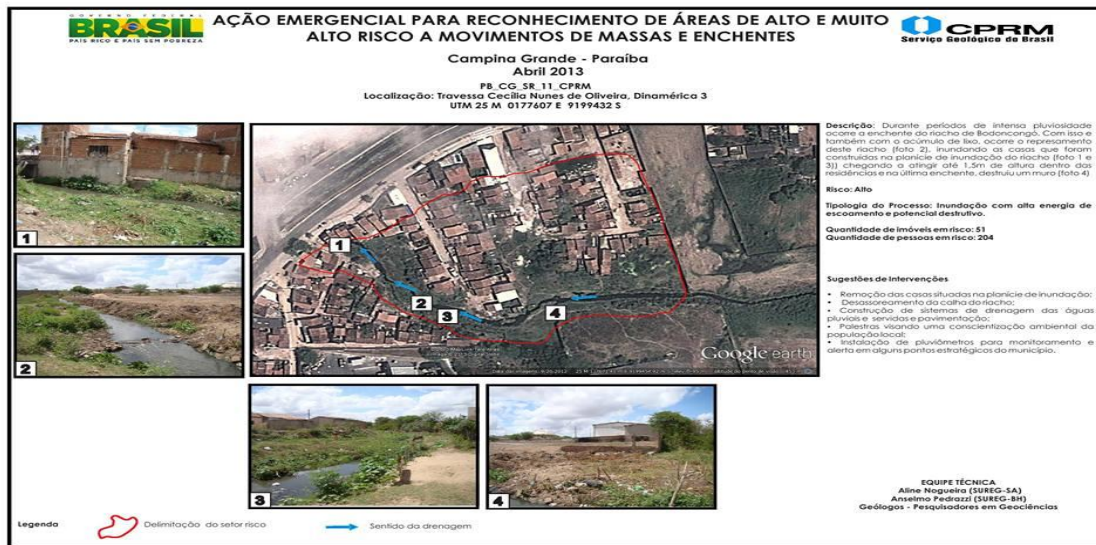 GOVERNO FEDERAL
BRASIL
PAÍS RICO É PAÍS SEM POBREZA
AÇÃO EMERGENCIAL PARA RECONHECIMENTO DE ÁREAS DE ALTO E MUITO
ALTO RISCO A MOVIMENTOS DE MASSAS E ENCHENTES
CPRM
Serviço Geológico do Brasil
Campina Grande - Paraíba
Abril 2013
PB_CG_SR_11_CPRM
Localização: Travessa Cecília Nunes de Oliveira, Dinamérica 3
UTM 25 M 0177607 E 9199432 S
1
2
1
2
3
4
Google earth
3
4
Descrição: Durante períodos de intensa pluviosidade
ocorre a enchente do riacho de Bodocongó. Com isso e
também com o acúmulo de lixo, ocorre o represamento
deste riacho (foto 2), inundando as casas que foram
construídas na planície de inundação do riacho (foto 1 e
3)) chegando a atingir até 1,5m de altura dentro das
residências e na última enchente, destruiu um muro (foto 4)
Risco: Alto
Tipologia do Processo: Inundação com alta energia de
escoamento e potencial destrutivo.
Quantidade de imóveis em risco: 51
Quantidade de pessoas em risco: 204
Sugestões de Intervenções
• Remoção das casas situadas na planície de inundação;
• Desassoreamento da calha do riacho;
• Construção de sistemas de drenagem das águas
pluviais e servidas e pavimentação;
• Palestras visando uma conscientização ambiental da
população local;
• Instalação de pluviômetros para monitoramento e
alerta em alguns pontos estratégicos do município.
EQUIPE TÉCNICA
Aline Nogueira (SUREG-SA)
Anselmo Pedrazzi (SUREG-BH)
Geólogos - Pesquisadores em Geociências
Legenda
Delimitação do setor risco
Sentido da drenagem